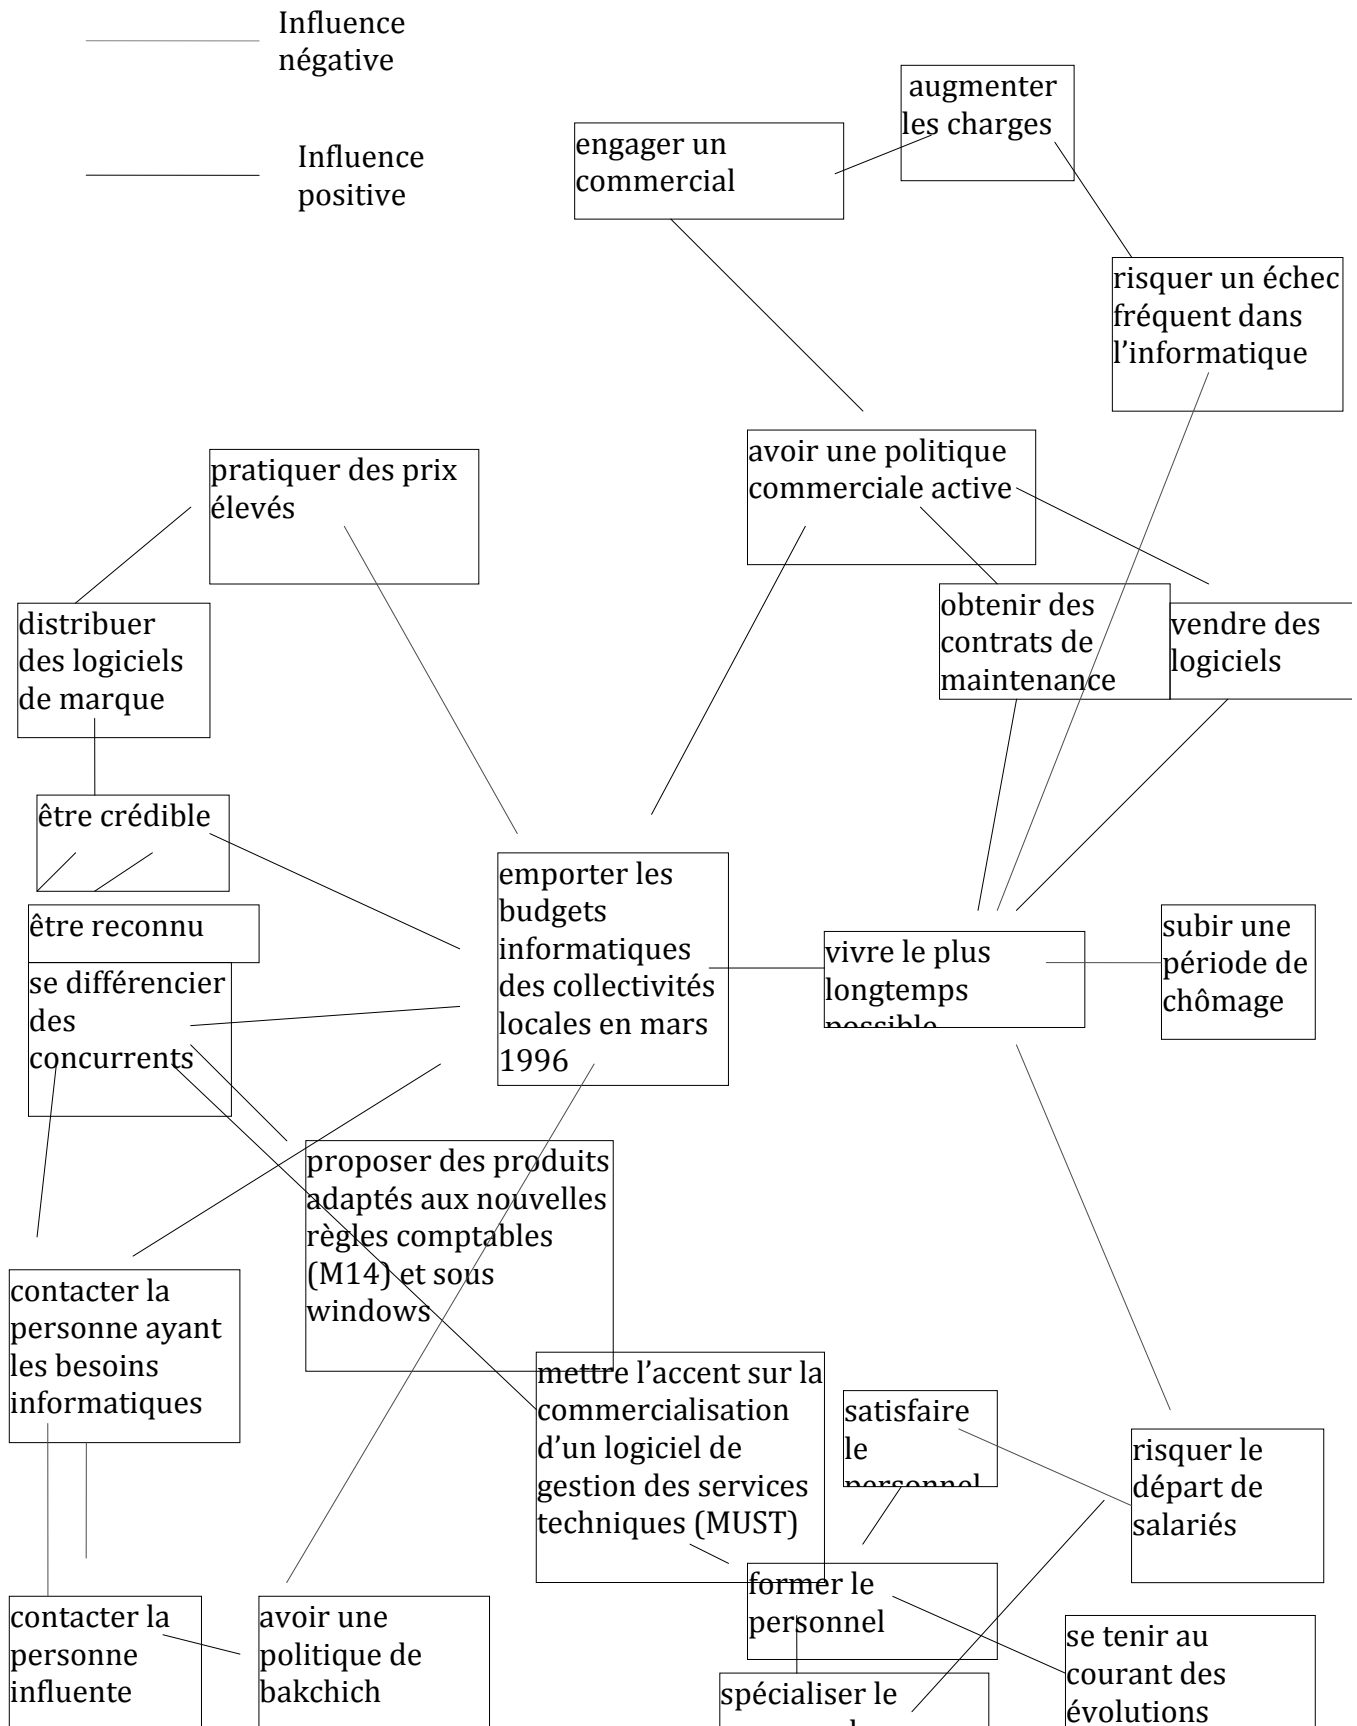 Influence
négative
Influence
positive
augmenter
les charges
engager un
commercial
risquer un échec
fréquent dans
l’informatique
avoir une politique
commerciale active
pratiquer des prix
élevés
distribuer
des logiciels
de marque
obtenir des
contrats de
maintenance
vendre des
logiciels
être crédible
être reconnu
se différencier
des
concurrents
emporter les
budgets
informatiques
des collectivités
locales en mars
1996
vivre le plus
longtemps
possible
subir une
période de
chômage
proposer des produits
adaptés aux nouvelles
règles comptables
(M14) et sous
windows
contacter la
personne ayant
les besoins
informatiques
mettre l’accent sur la
commercialisation
d’un logiciel de
gestion des services
techniques (MUST)
satisfaire
le
personnel
risquer le
départ de
salariés
former le
personnel
contacter la
personne
influente
avoir une
politique de
bakchich
spécialiser le
se tenir au
courant des
évolutions